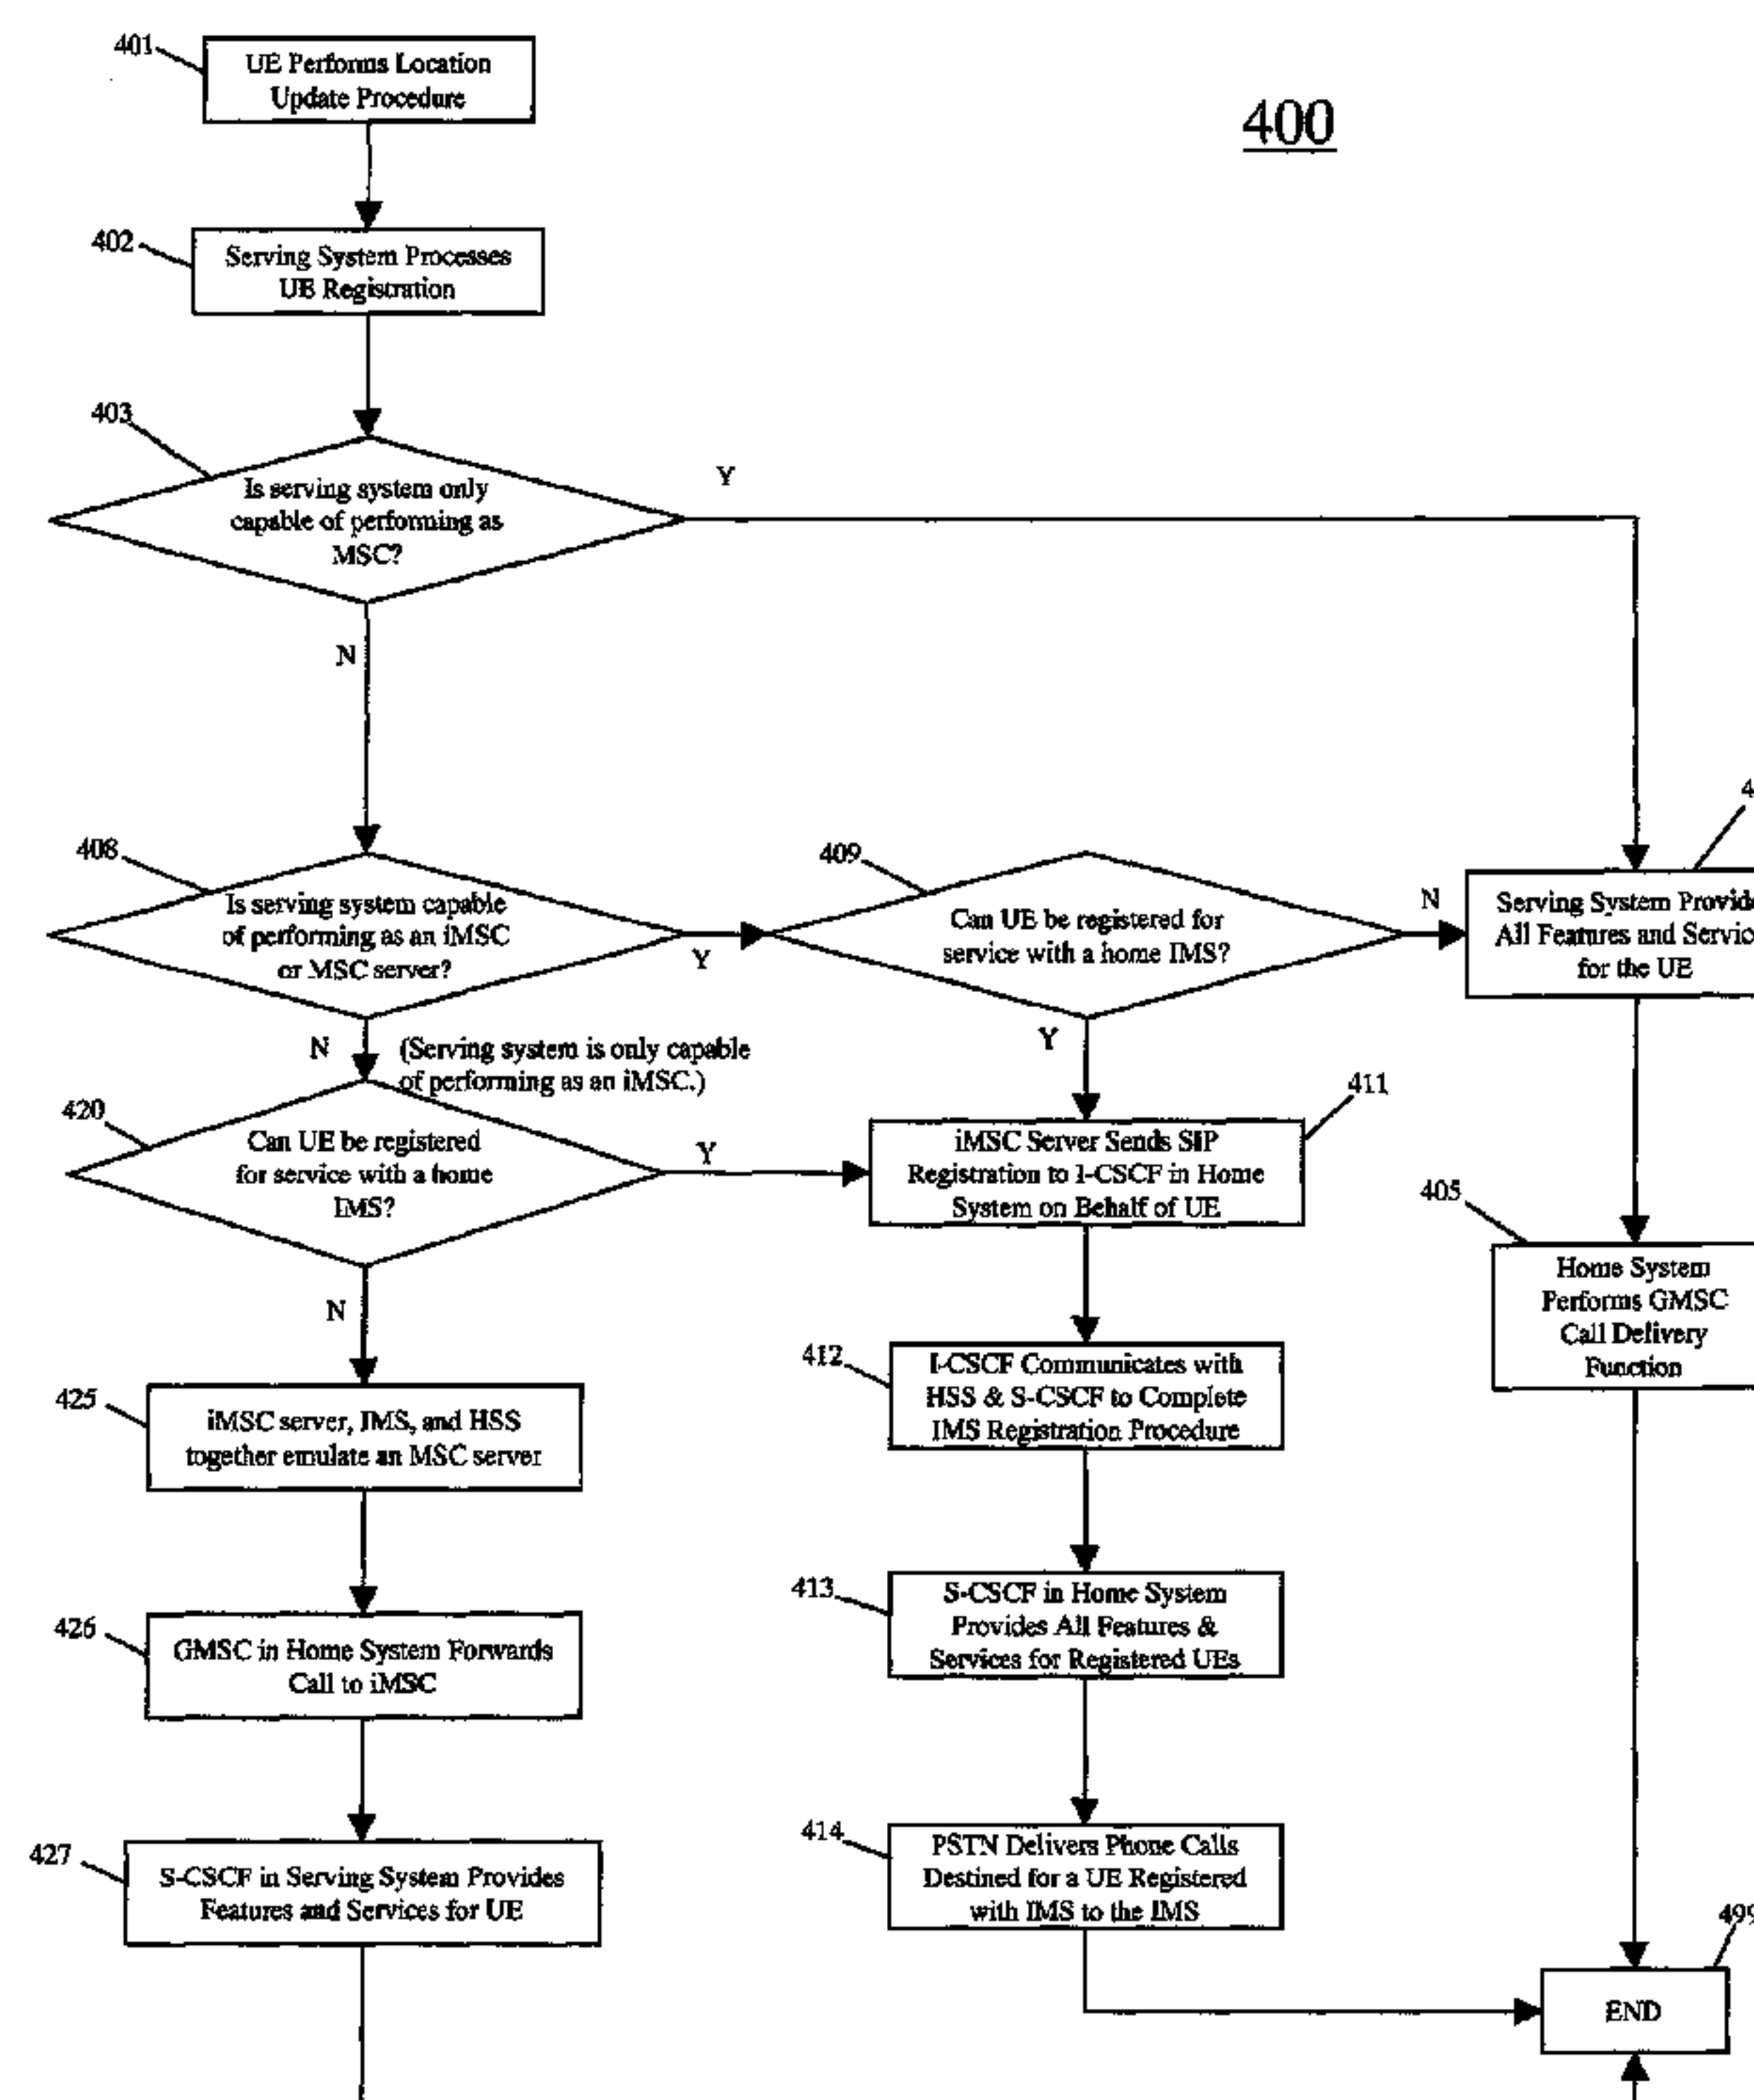 400
401
UE Performs Location
Update Procedure
402
Serving System Processes
UE Registration
403
Is serving system only
capable of performing as
MSC?
Y
N
408
Is serving system capable
of performing as an iMSC
or MSC server?
Y
N
(Serving system is only capable
of performing as an iMSC.)
409
Can UE be registered for
service with a home IMS?
N
Y
4
Serving System Provide
All Features and Servic
for the UE
405
Home System
Performs GMSC
Call Delivery
Function
420
Can UE be registered
for service with a home
IMS?
Y
N
411
iMSC Server Sends SIP
Registration to I-CSCF in Home
System on Behalf of UE
412
I-CSCF Communicates with
HSS & S-CSCF to Complete
IMS Registration Procedure
413
S-CSCF in Home System
Provides All Features &
Services for Registered UEs
414
PSTN Delivers Phone Calls
Destined for a UE Registered
with IMS to the IMS
425
iMSC server, IMS, and HSS
together emulate an MSC server
426
GMSC in Home System Forwards
Call to iMSC
427
S-CSCF in Serving System Provides
Features and Services for UE
499
END